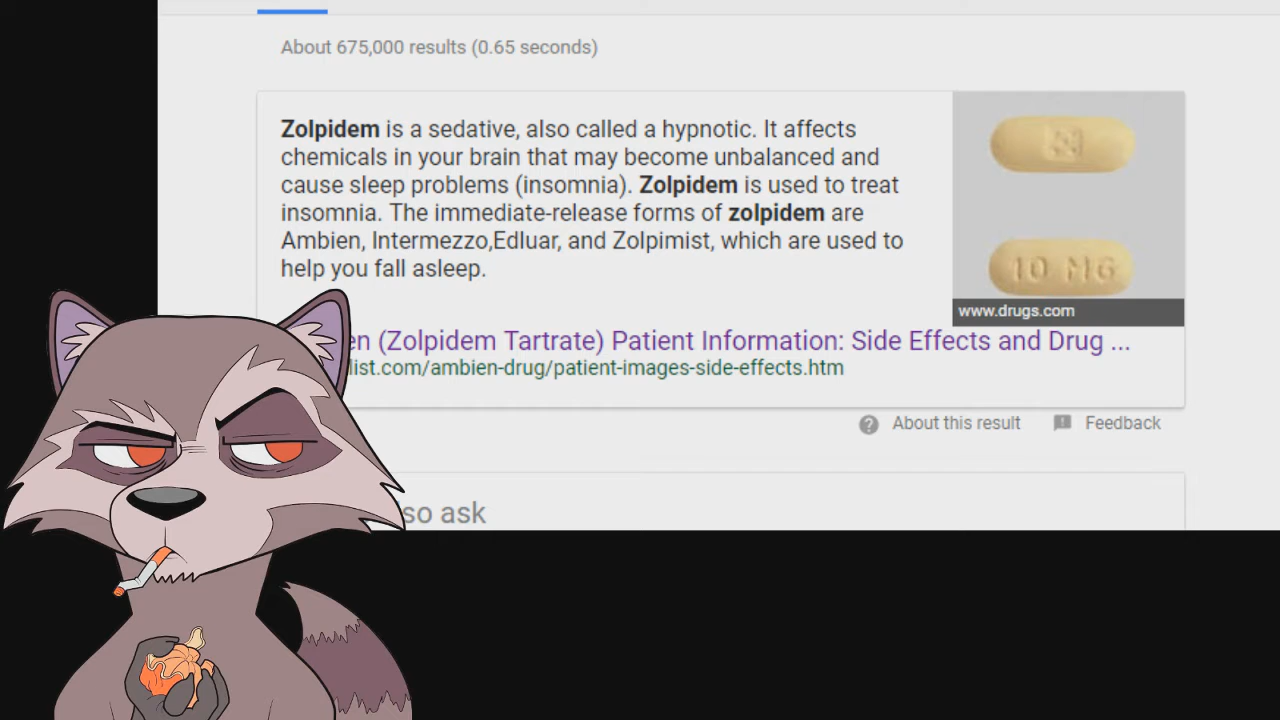 About 675,000 results (0.65 seconds)
Zolpidem is a sedative, also called a hypnotic. It affects
chemicals in your brain that may become unbalanced and
cause sleep problems (insomnia). Zolpidem is used to treat
insomnia. The immediate-release forms of zolpidem are
Ambien, Intermezzo,Edluar, and Zolpimist, which are used to
help you fall asleep.
10 MG
www.drugs.com
en (Zolpidem Tartrate) Patient Information: Side Effects and Drug ...
list.com/ambien-drug/patient-images-side-effects.htm
About this result Feedback
so ask